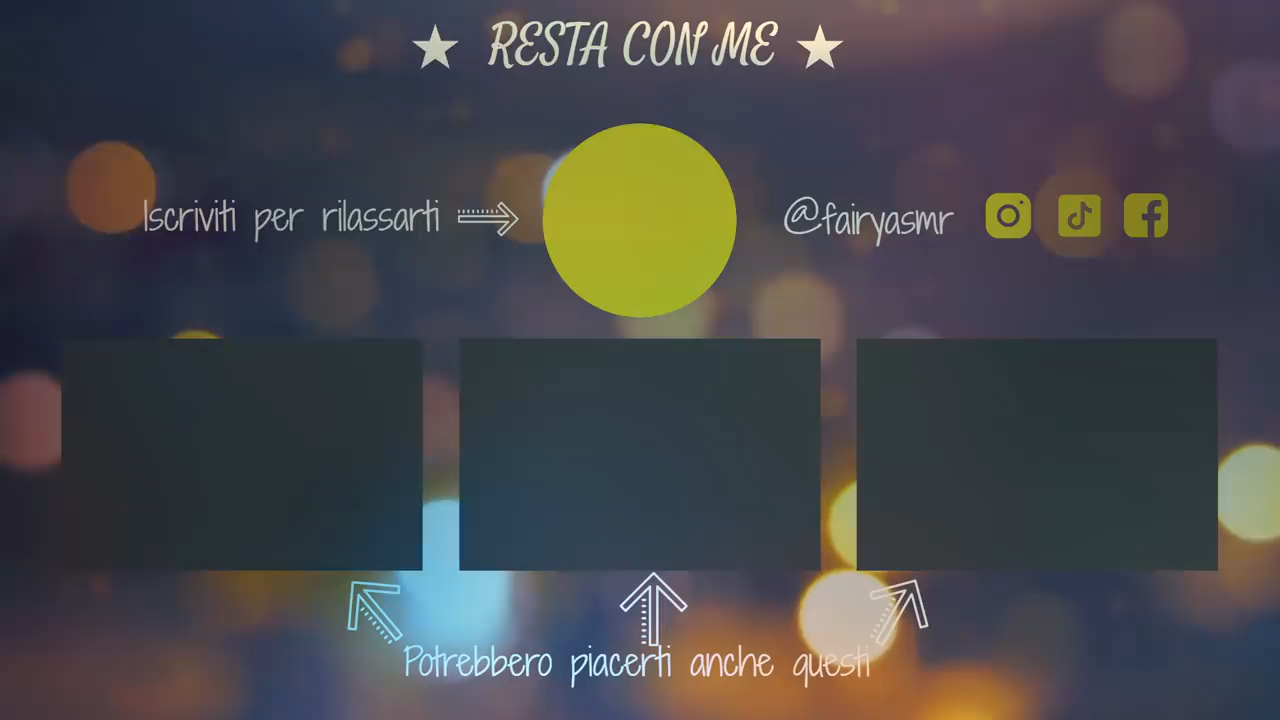 RESTA CON ME
Iscriviti per rilassarti
@fairyasmr
Potrebbero piacerti anche questi